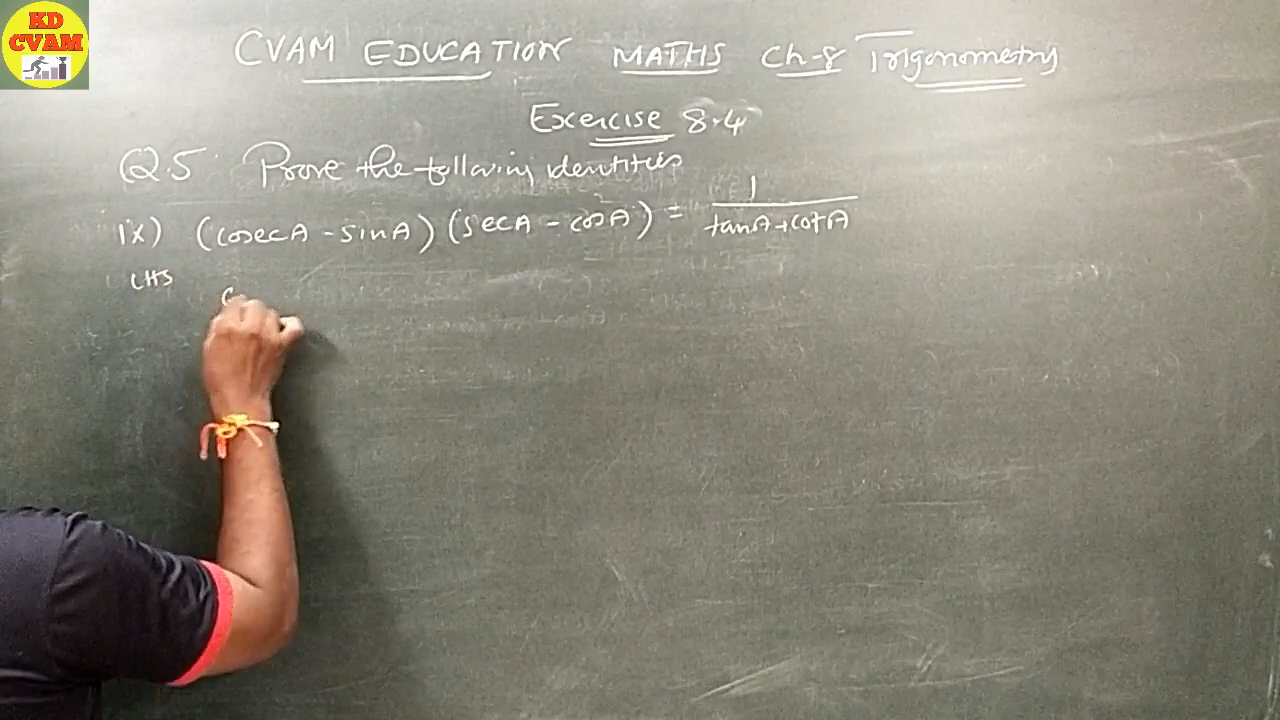 KD
CVAM
CVAM EDUCATION MATHS Ch-8 Trigonometry
Exercise 8.4
Q.5. Prove the following identities
ix) (cosecA - sinA) (secA - cosA) = 1/(tanA+cotA)
LHS
(